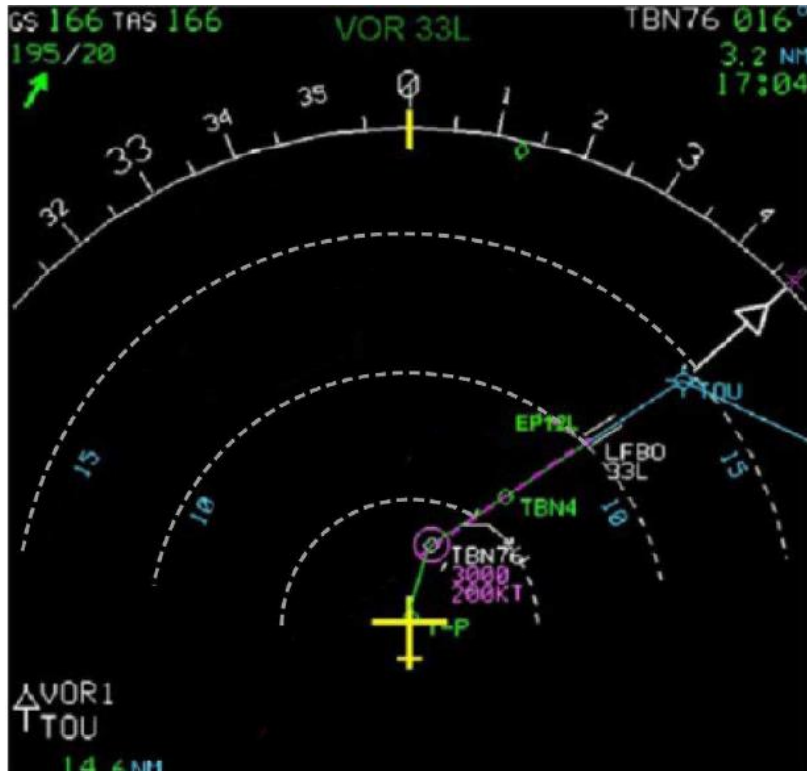 GS 166 TAS 166
VOR 33L
TBN76 016°
195/20
3.2 NM
17:04
32
33
34
35
0
1
2
3
4
TOU
EP12L
LFBO
33L
15
15
10
10
TBN4
TBN76
3000
200KT
T-P
VOR1
TOU
14.6 NM